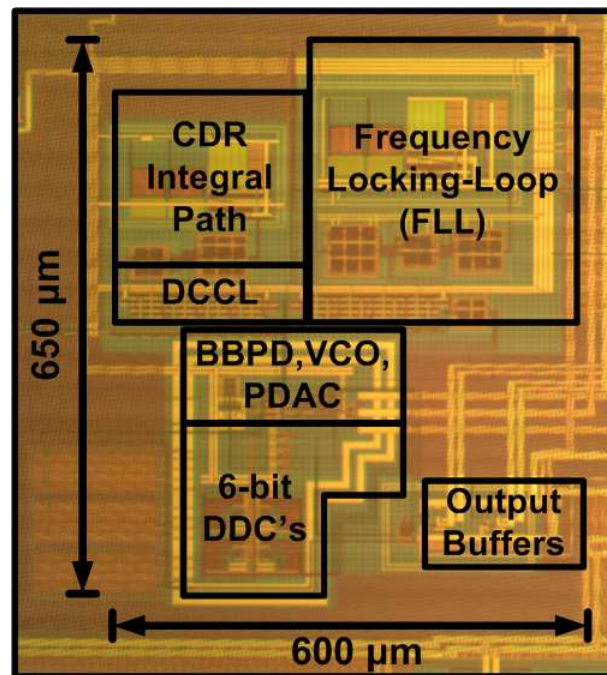 CDR
Integral
Path
Frequency
Locking-Loop
(FLL)
DCCL
BBPD,VCO,
PDAC
6-bit
DDC's
Output
Buffers
650 µm
600 µm